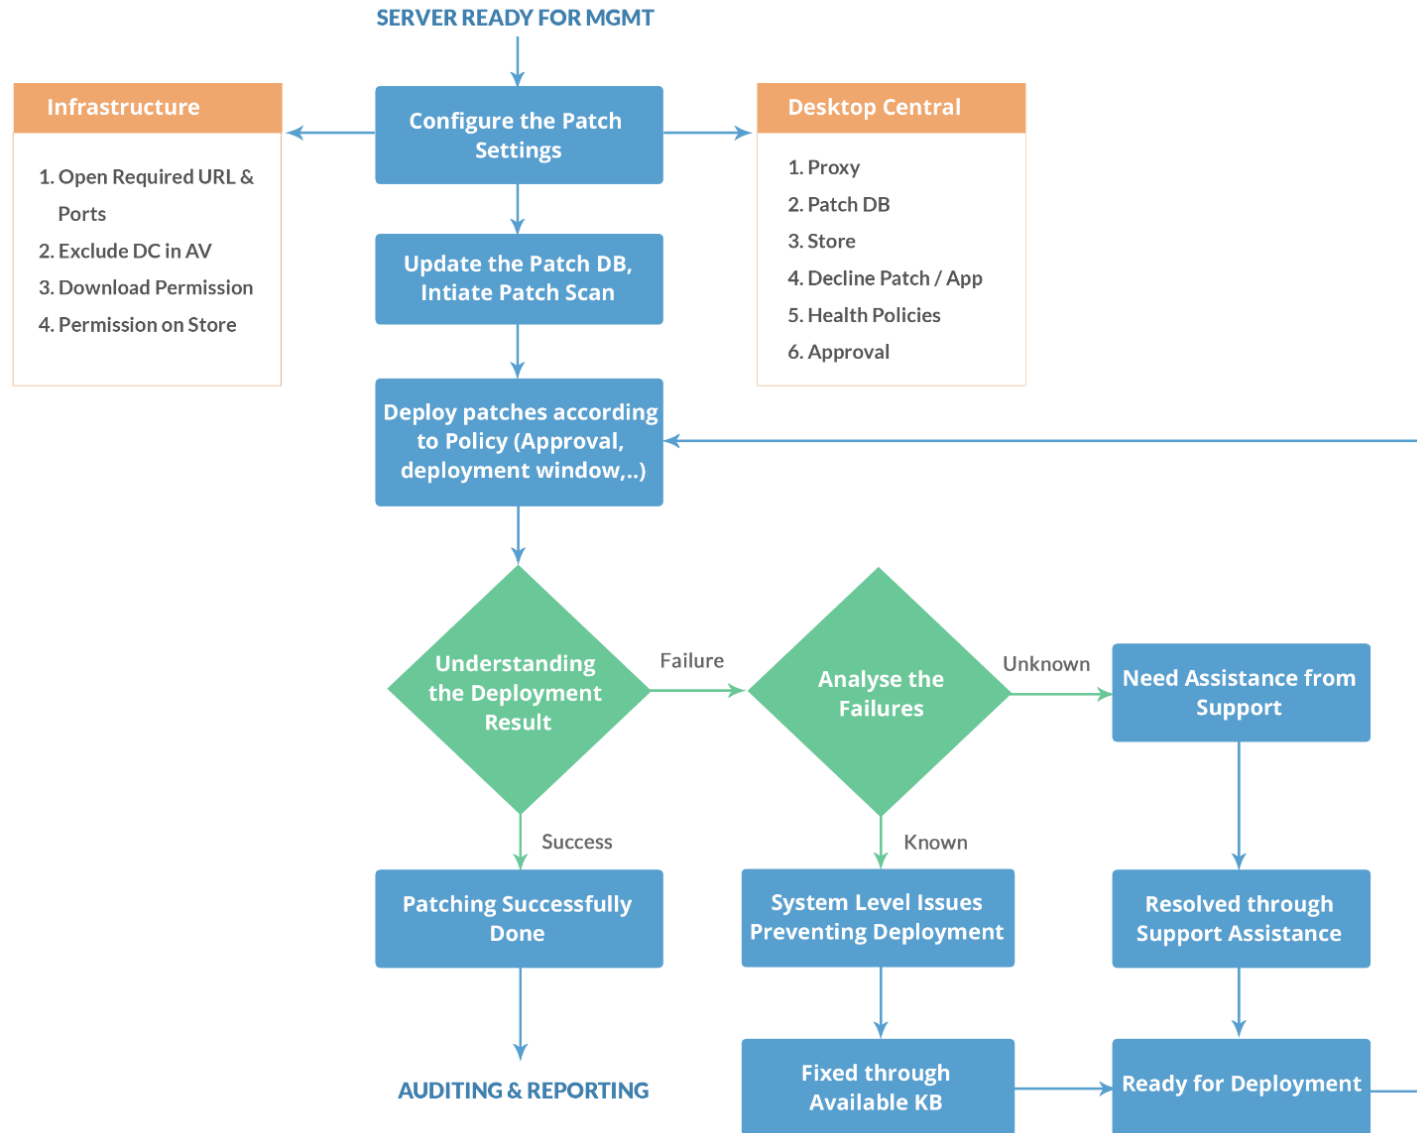 SERVER READY FOR MGMT
Infrastructure
1. Open Required URL &
Ports
2. Exclude DC in AV
3. Download Permission
4. Permission on Store
Configure the Patch
Settings
Desktop Central
1. Proxy
2. Patch DB
3. Store
4. Decline Patch / App
5. Health Policies
6. Approval
Update the Patch DB,
Intiate Patch Scan
Deploy patches according
to Policy (Approval,
deployment window,..)
Understanding
the Deployment
Result
Failure
Analyse the
Failures
Unknown
Need Assistance from
Support
Success
Known
Patching Successfully
Done
System Level Issues
Preventing Deployment
Resolved through
Support Assistance
AUDITING & REPORTING
Fixed through
Available KB
Ready for Deployment